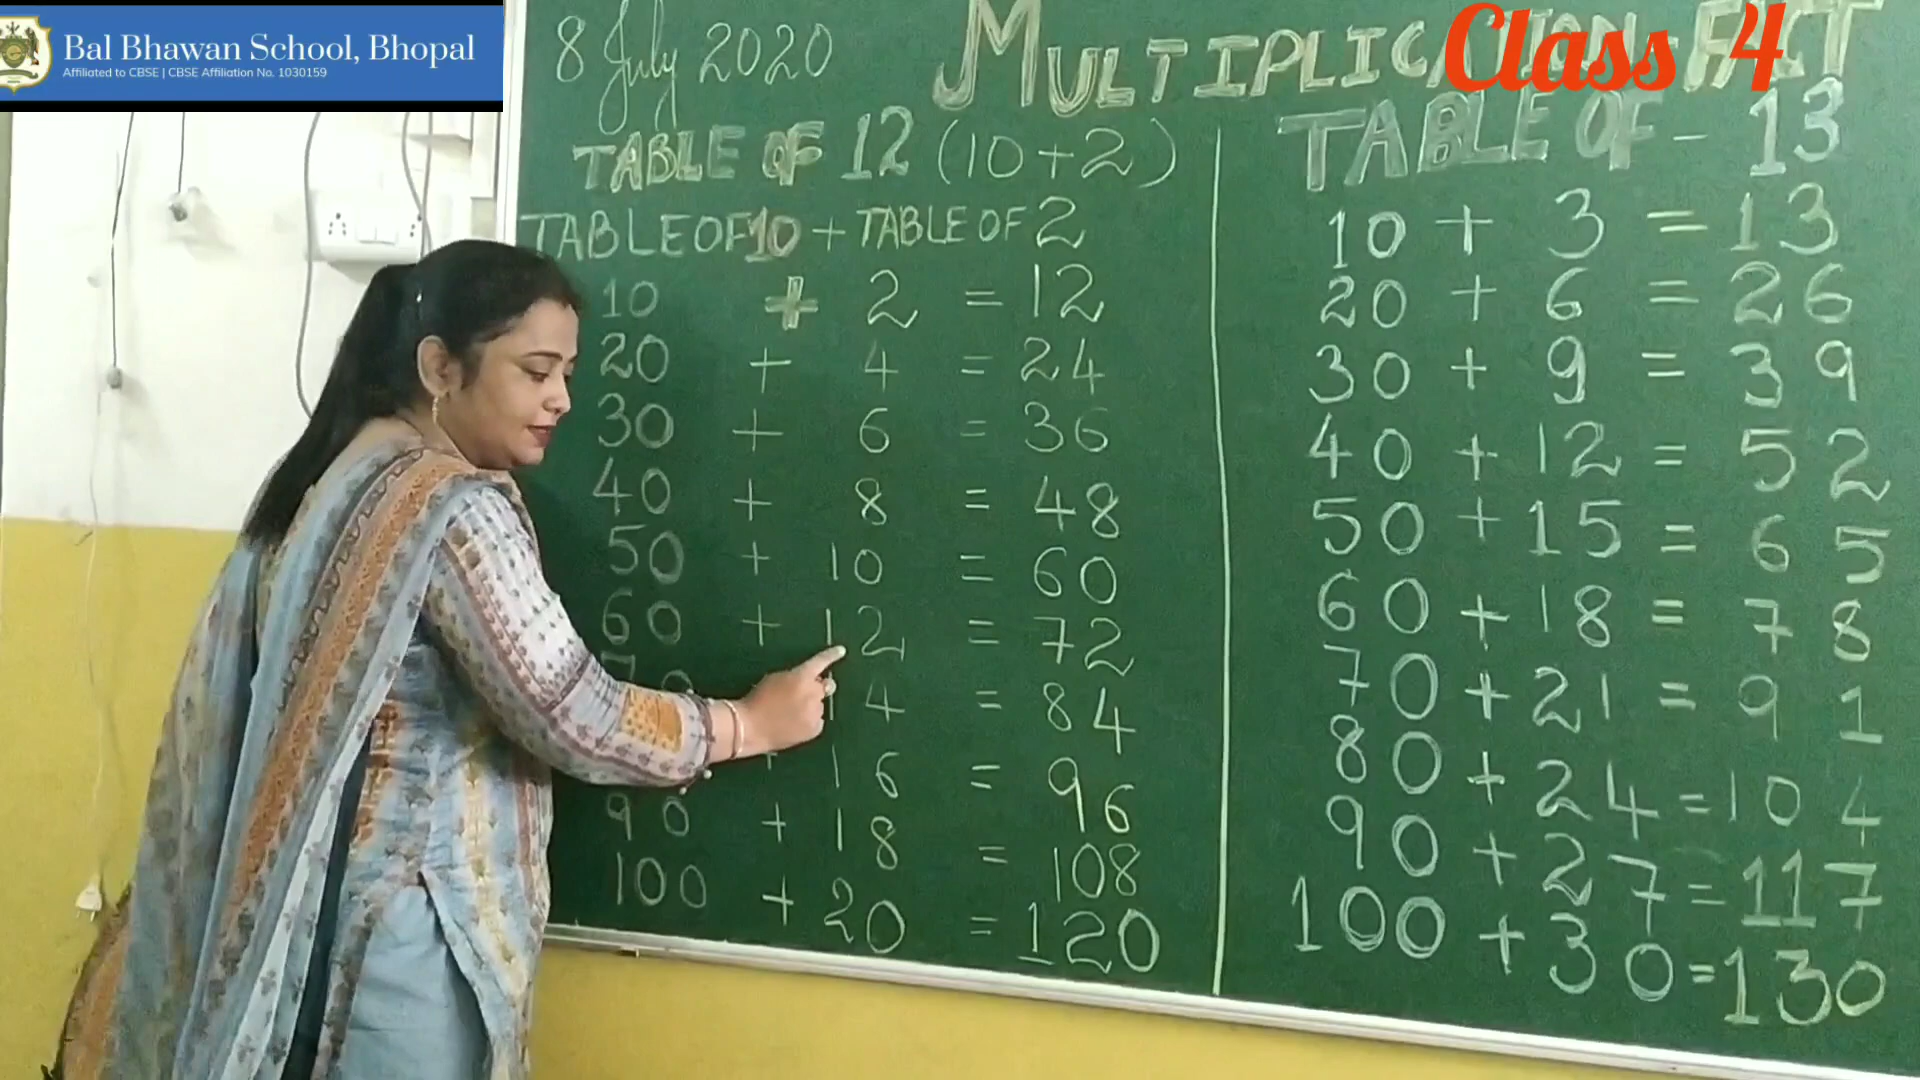 Bal Bhawan School, Bhopal
Affiliated to CBSE | CBSE Affiliation No. 1030159
Class 4
8 July 2020
MULTIPLICATION-FACT
TABLE OF 12 (10+2)
TABLE OF 10 + TABLE OF 2
10 + 2 = 12
20 + 4 = 24
30 + 6 = 36
40 + 8 = 48
50 + 10 = 60
60 + 12 = 72
4 = 84
16 = 96
90 + 18 = 108
100 + 20 = 120
TABLE OF - 13
10 + 3 = 13
20 + 6 = 26
30 + 9 = 39
40 + 12 = 52
50 + 15 = 65
60 + 18 = 78
70 + 21 = 91
80 + 24 = 104
90 + 27 = 117
100 + 30 = 130